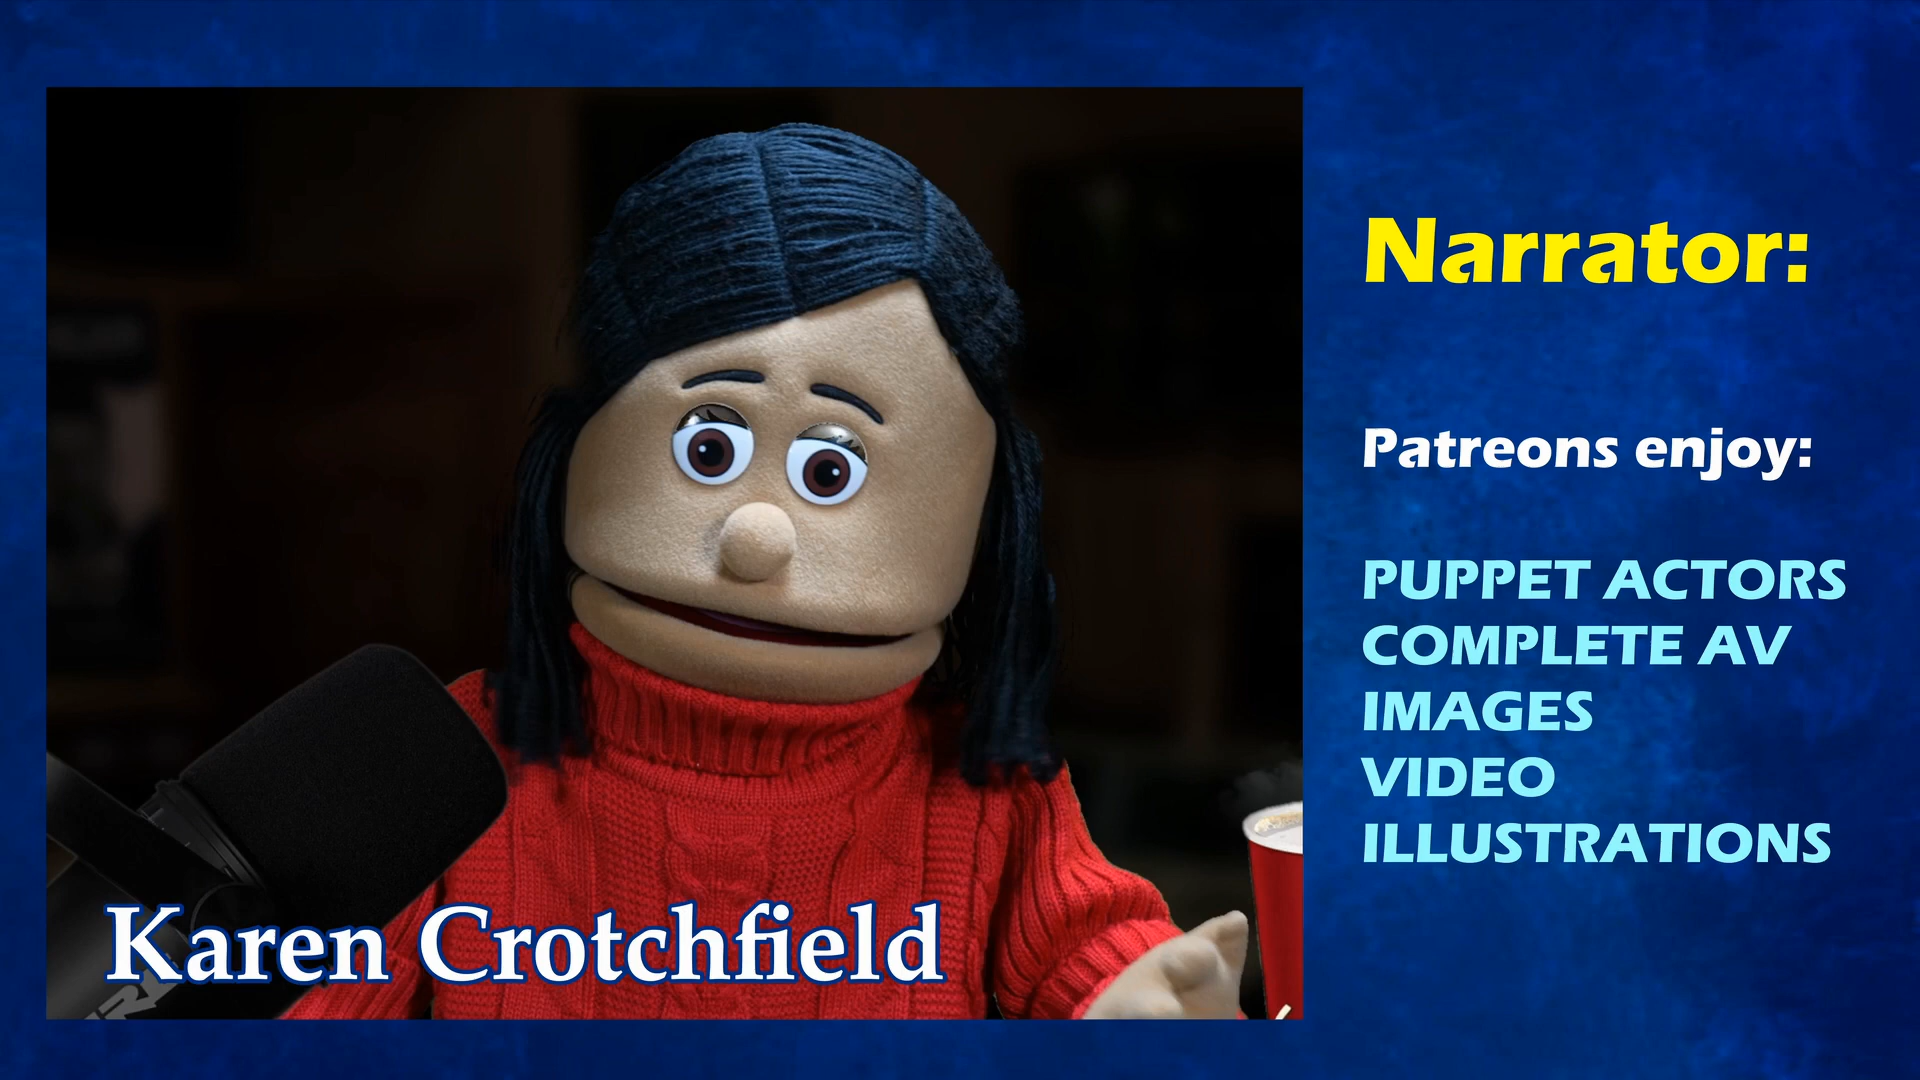 Narrator:
Patreons enjoy:
PUPPET ACTORS
COMPLETE AV
IMAGES
VIDEO
ILLUSTRATIONS
Karen Crotchfield